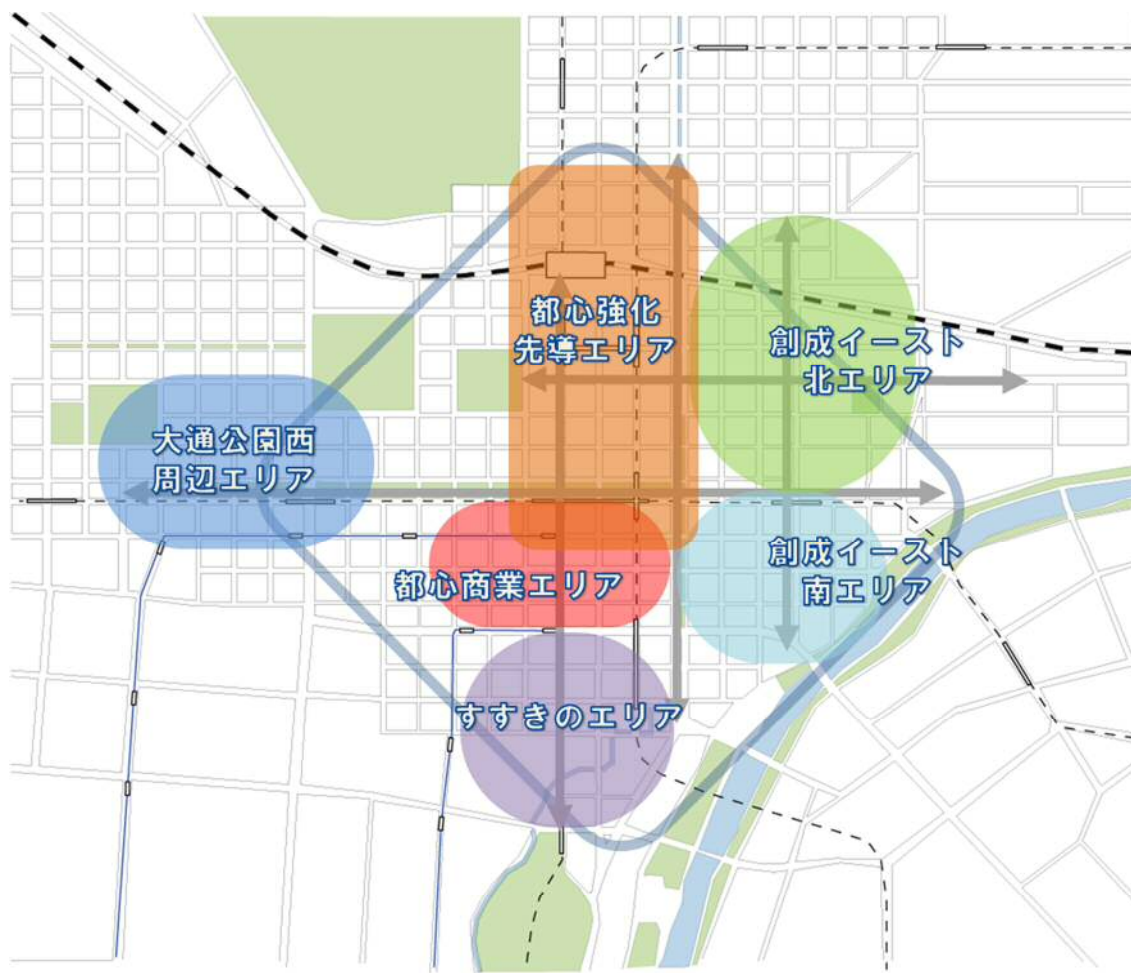 都心強化
先導エリア
創成イースト
北エリア
大通公園西
周辺エリア
都心商業エリア
創成イースト
南エリア
すすきのエリア